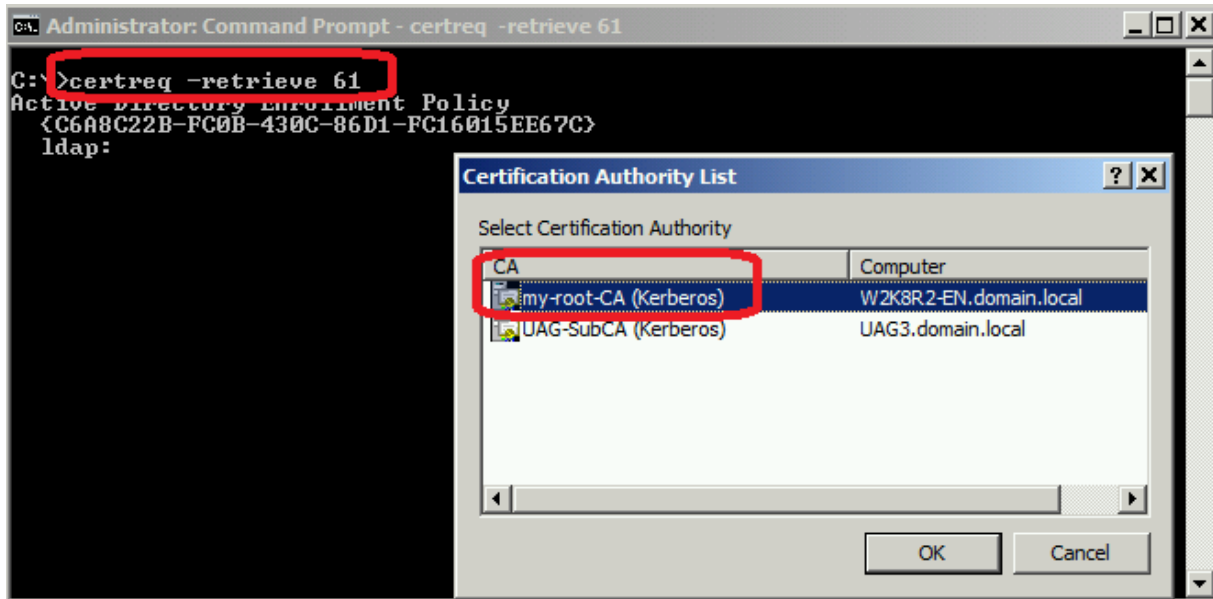 Administrator: Command Prompt - certreq -retrieve 61
C:\>certreq -retrieve 61
Active Directory Enrollment Policy
{C6A8C22B-FC0B-430C-86D1-FC16015EE67C}
ldap:
Certification Authority List
Select Certification Authority
CA Computer
my-root-CA (Kerberos) W2K8R2-EN.domain.local
UAG-SubCA (Kerberos) UAG3.domain.local
OK Cancel